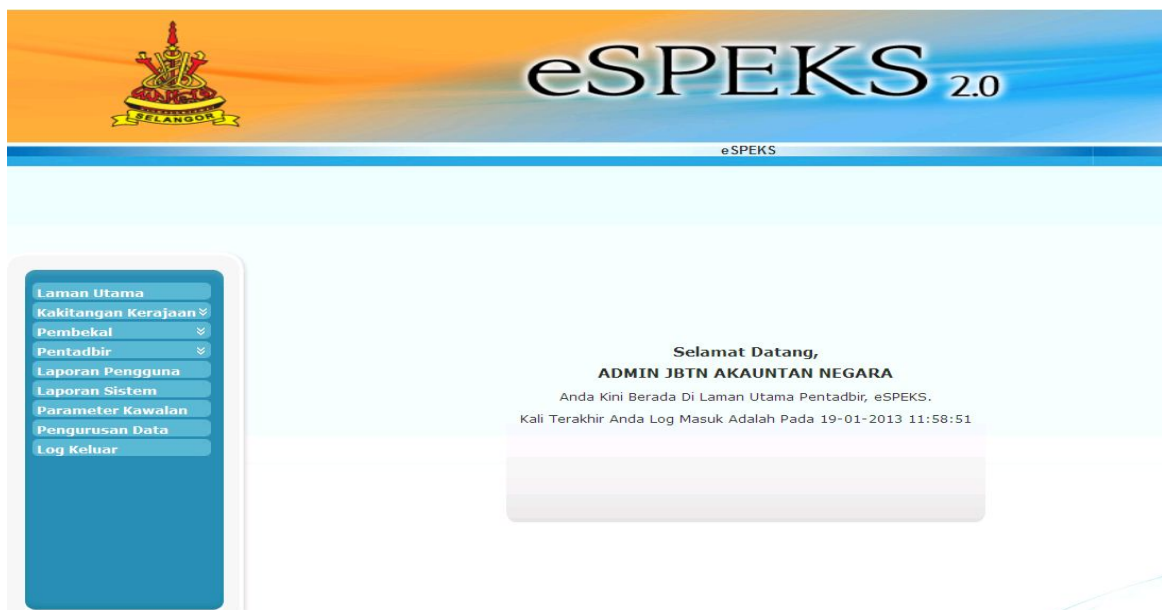 SELANGOR
eSPEKS 2.0
eSPEKS
Laman Utama
Kakitangan Kerajaan
Pembekal
Pentadbir
Laporan Pengguna
Laporan Sistem
Parameter Kawalan
Pengurusan Data
Log Keluar
Selamat Datang,
ADMIN JBTN AKAUNTAN NEGARA
Anda Kini Berada Di Laman Utama Pentadbir, eSPEKS.
Kali Terakhir Anda Log Masuk Adalah Pada 19-01-2013 11:58:51